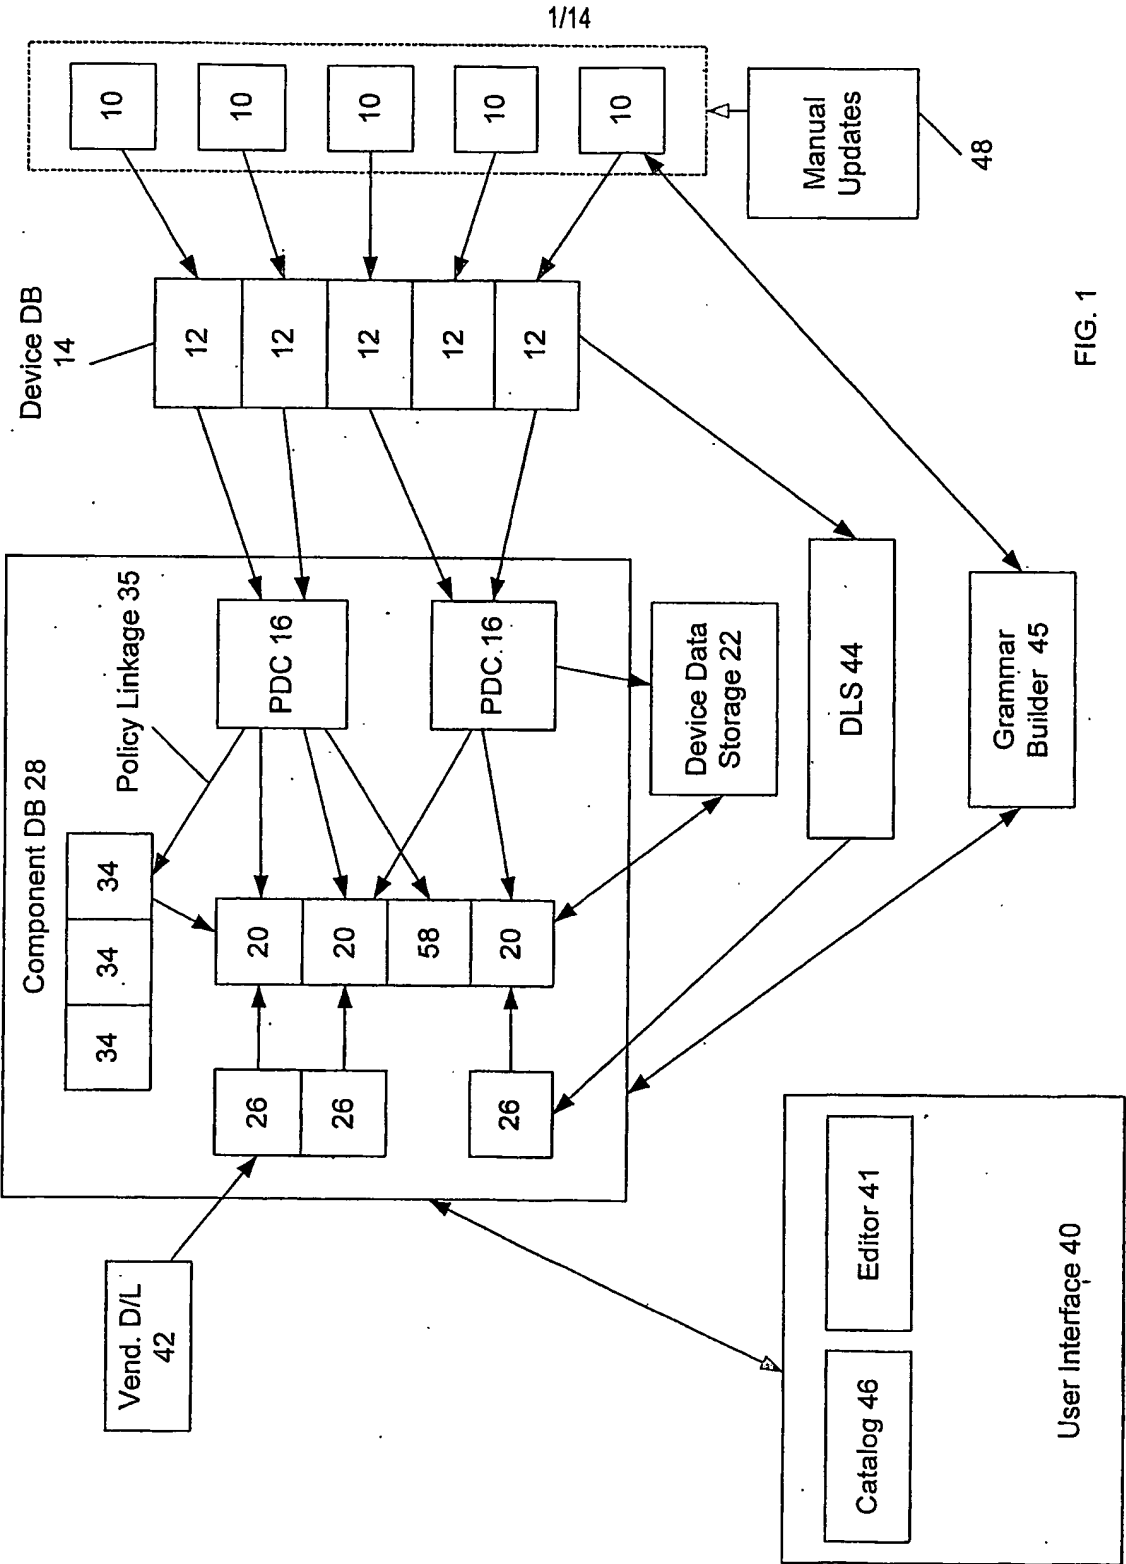 1/14
10
10
10
10
10
Manual
Updates
48
Device DB
14
12
12
12
12
12
Component DB 28
Policy Linkage 35
PDC 16
PDC 16
34
34
34
20
20
58
20
26
26
26
Vend. D/L
42
Device Data
Storage 22
DLS 44
Grammar
Builder 45
Catalog 46
Editor 41
User Interface 40
FIG. 1